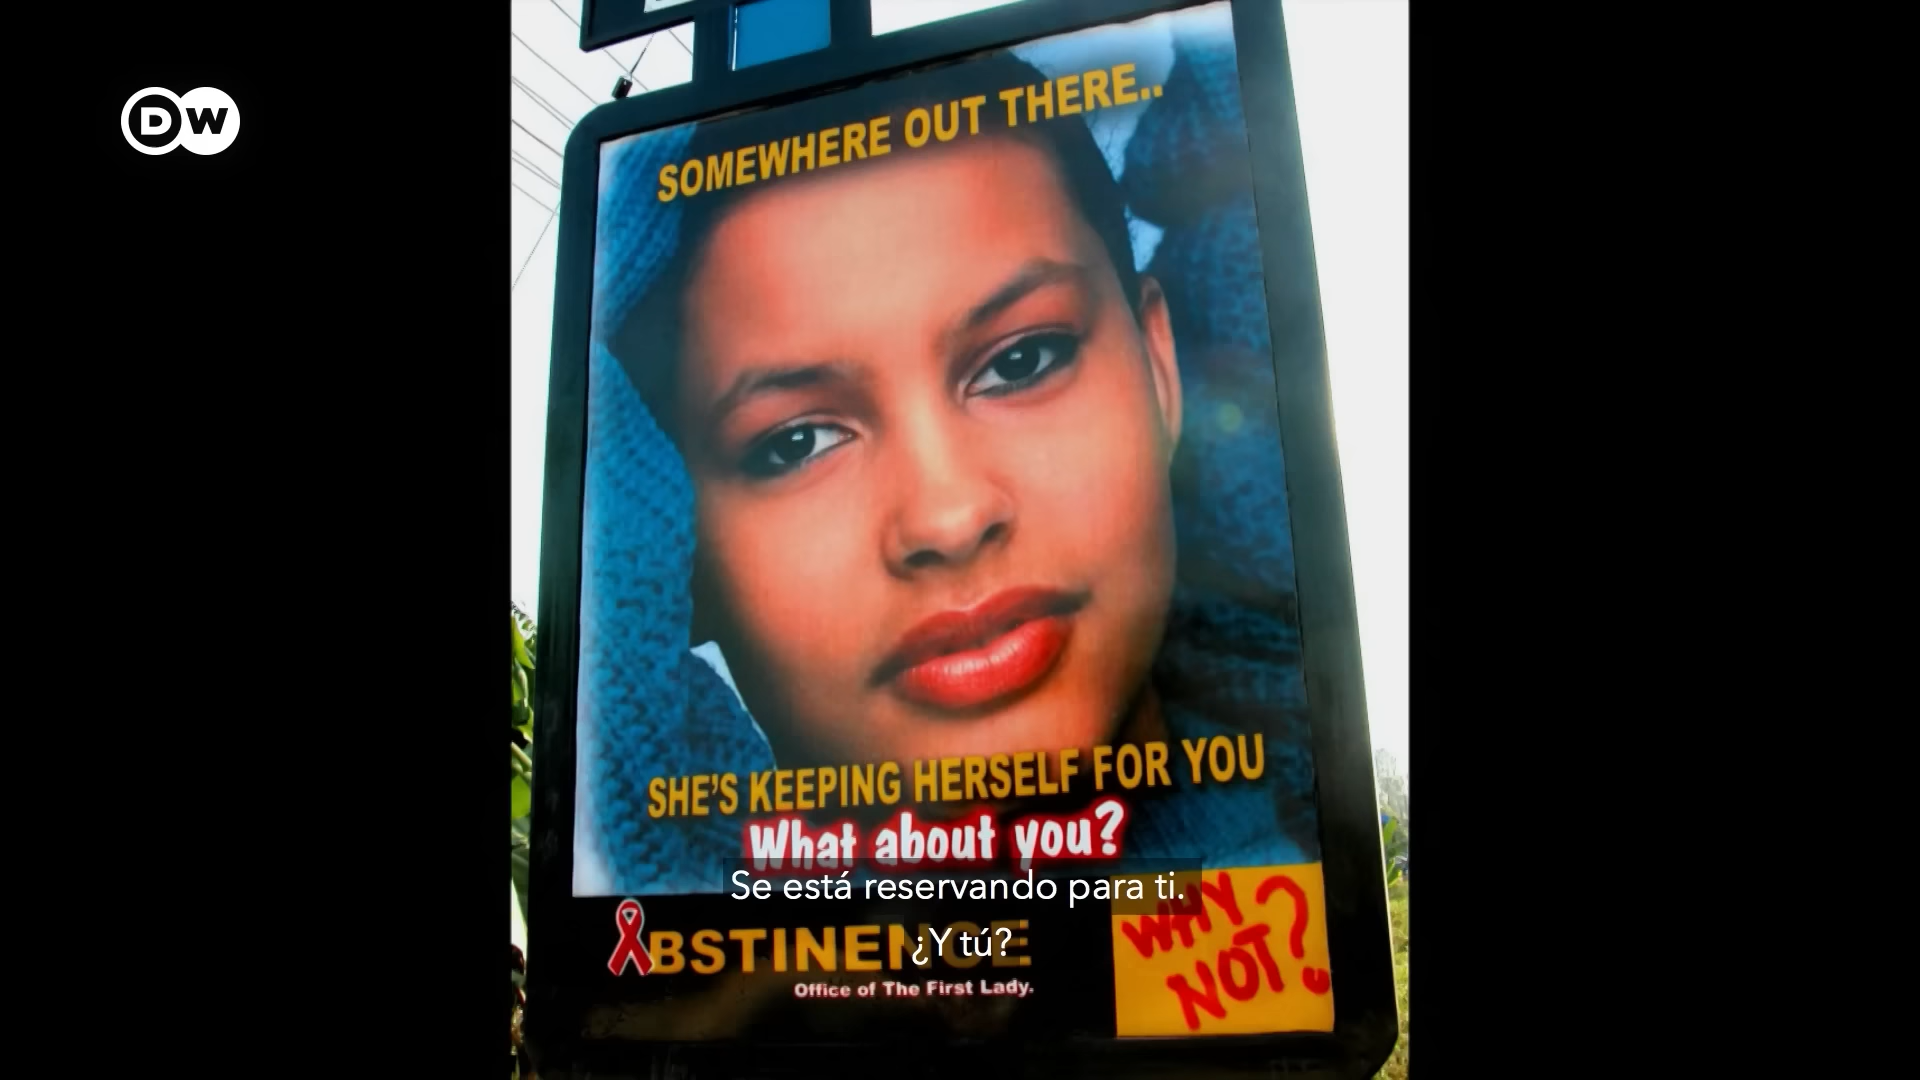 DW
SOMEWHERE OUT THERE..
SHE'S KEEPING HERSELF FOR YOU
What about you?
Se está reservando para ti.
¿Y tú?
ABSTINENCE
Office of The First Lady.
WHY
NOT?